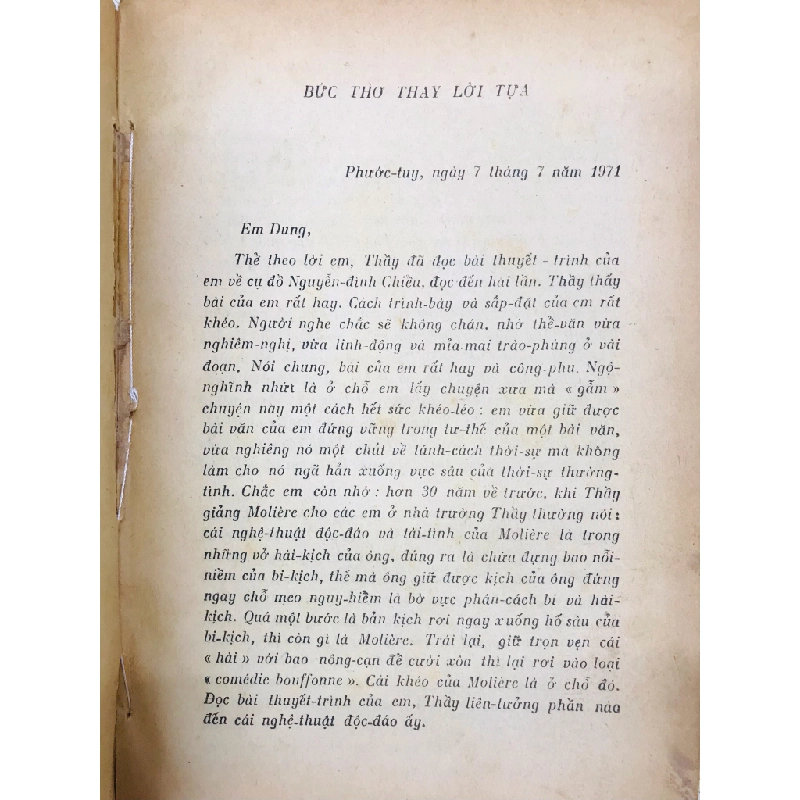 BỨC THƠ THAY LỜI TỰA
Phước-tuy, ngày 7 tháng 7 năm 1971
Em Dung,
Thể theo lời em, Thầy đã đọc bài thuyết-trình của
em về cụ đồ Nguyễn-đình Chiểu, đọc đến hai lần. Thầy thấy
bài của em rất hay. Cách trình-bày và sắp-đặt của em rất
khéo. Người nghe chắc sẽ không chán, nhờ thể-văn vừa
nghiêm-nghị, vừa linh-động và mỉa-mai trào-phúng ở vài
đoạn. Nói chung, bài của em rất hay và công-phu. Ngộ-
nghĩnh nhứt là ở chỗ em lấy chuyện xưa mà « gẫm »
chuyện nay một cách hết sức khéo-léo : em vừa giữ được
bài văn của em đứng vững trong tư-thế của một bài văn,
vừa nghiêng nó một chút về tánh-cách thời-sự mà không
làm cho nó ngã hẳn xuống vực sâu của thời-sự thường-
tình. Chắc em còn nhớ : hơn 30 năm về trước, khi Thầy
giảng Molière cho các em ở nhà trường Thầy thường nói :
cái nghệ-thuật độc-đáo và tài-tình của Molière là trong
những vở hài-kịch của ông, đúng ra là chứa đựng bao nỗi-
niềm của bi-kịch, thế mà ông giữ được kịch của ông đứng
ngay chỗ mẻo nguy-hiểm là bờ vực phân-cách bi và hài-
kịch. Quá một bước là bản kịch rơi ngay xuống hố sâu của
bi-kịch, thì còn gì là Molière. Trái lại, giữ trọn vẹn cái
« hài » với bao nông-cạn để cười xòa thì lại rơi vào loại
« comédie bouffonne ». Cái khéo của Molière là ở chỗ đó.
Đọc bài thuyết-trình của em, Thầy liên-tưởng phần nào
đến cái nghệ-thuật độc-đáo ấy.